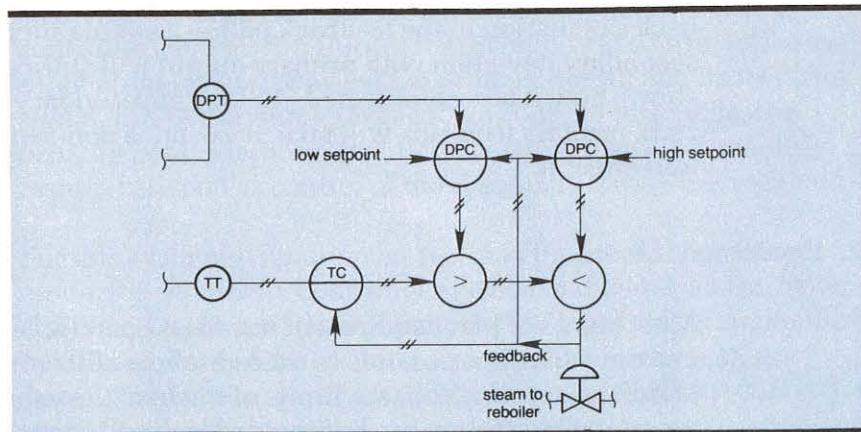 DPT
DPC
DPC
low setpoint
high setpoint
TT
TC
>
<
feedback
steam to
reboiler